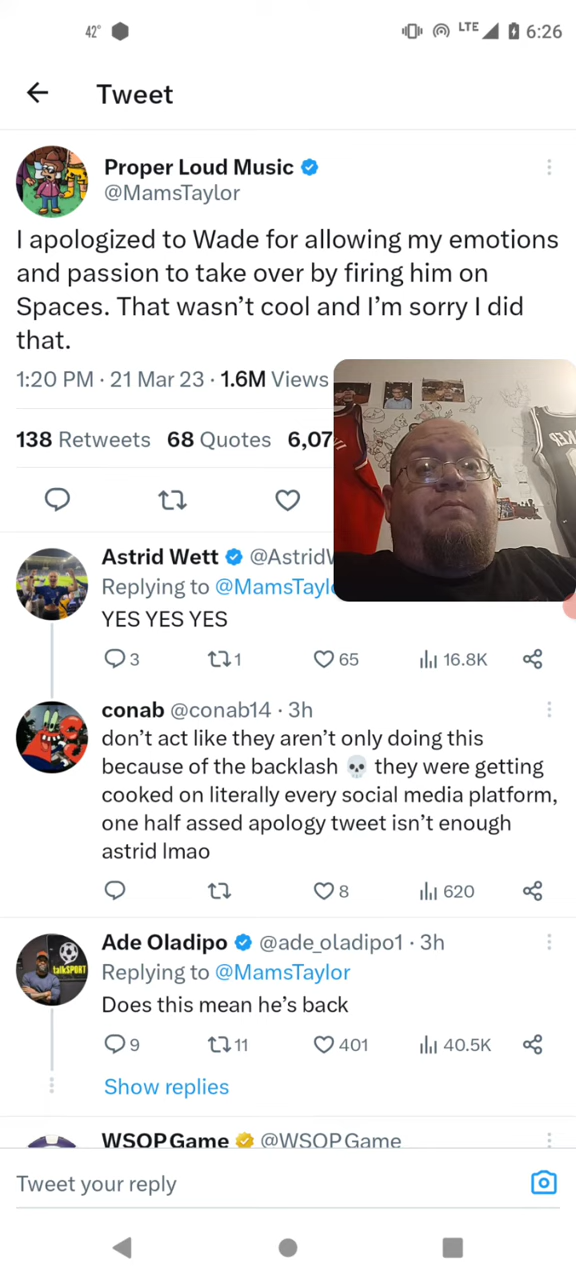 42°
LTE
6:26
Tweet
Proper Loud Music
@MamsTaylor
I apologized to Wade for allowing my emotions
and passion to take over by firing him on
Spaces. That wasn't cool and I'm sorry I did
that.
1:20 PM · 21 Mar 23 · 1.6M Views
138 Retweets 68 Quotes 6,07
Astrid Wett @Astrid
Replying to @MamsTayl
YES YES YES
3 1 65 16.8K
conab @conab14 · 3h
don't act like they aren't only doing this
because of the backlash 💀 they were getting
cooked on literally every social media platform,
one half assed apology tweet isn't enough
astrid lmao
8 620
talkSPORT
Ade Oladipo @ade_oladipo1 · 3h
Replying to @MamsTaylor
Does this mean he's back
9 11 401 40.5K
Show replies
WSOP Game @WSOPGame
Tweet your reply